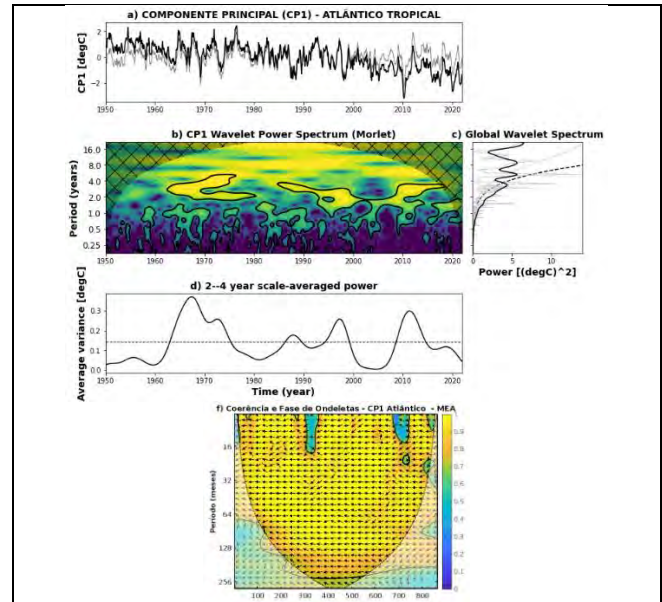 a) COMPONENTE PRINCIPAL (CP1) - ATLÂNTICO TROPICAL
CP1 [degC]
2
0
−2
1950 1960 1970 1980 1990 2000 2010 2020
b) CP1 Wavelet Power Spectrum (Morlet)
Period (years)
16.0
8.0
4.0
2.0
1.0
0.5
0.25
1950 1960 1970 1980 1990 2000 2010 2020
c) Global Wavelet Spectrum
0 5 10
Power [(degC)^2]
d) 2--4 year scale-averaged power
Average variance [degC]
0.3
0.2
0.1
0.0
1950 1960 1970 1980 1990 2000 2010 2020
Time (year)
f) Coerência e Fase de Ondeletas - CP1 Atlântico - MEA
Período (meses)
16
32
64
128
256
100 200 300 400 500 600 700 800
0.9
0.8
0.7
0.6
0.5
0.4
0.3
0.2
0.1
0